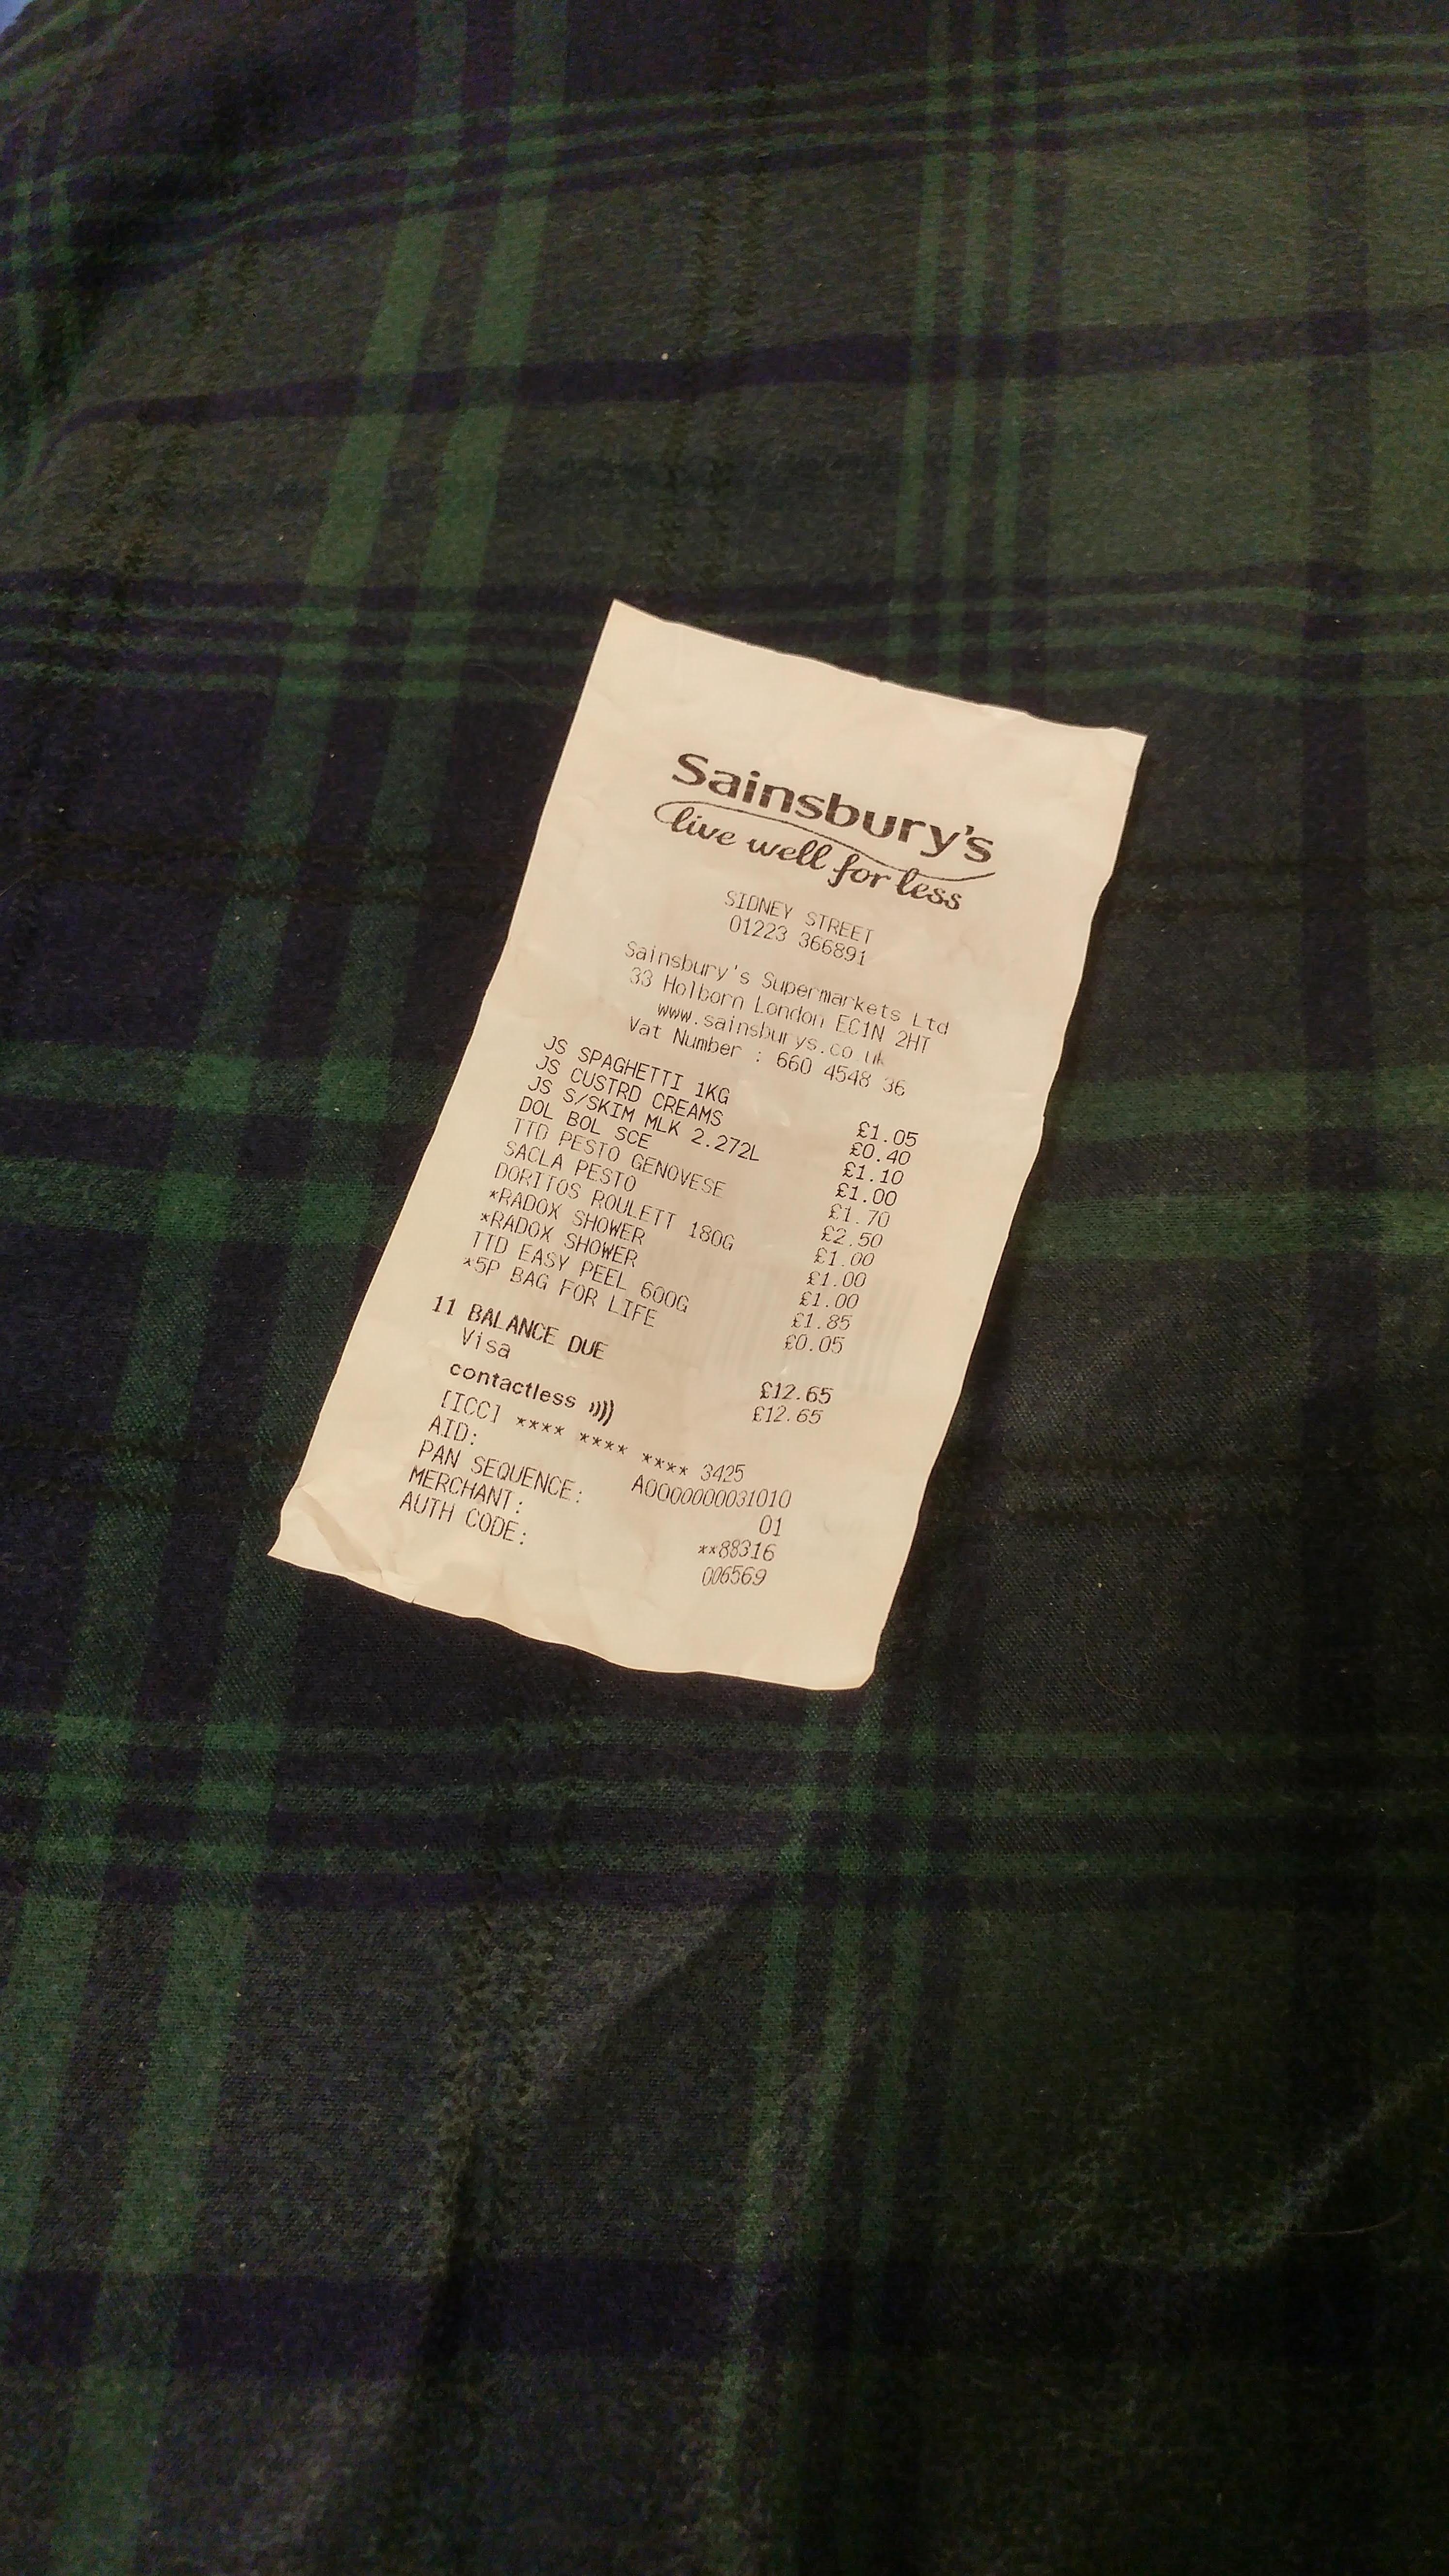 Sainsbury's
live well for less
SIDNEY STREET
01223 366891
Sainsbury's Supermarkets Ltd
33 Holborn London EC1N 2HT
www.sainsburys.co.uk
Vat Number : 660 4548 36
JS SPAGHETTI 1KG £1.05
JS CUSTRD CREAMS £0.40
JS S/SKIM MLK 2.272L £1.10
DOL BOL SCE £1.00
TTD PESTO GENOVESE £1.70
SACLA PESTO £2.50
DORITOS ROULETT 180G £1.00
*RADOX SHOWER £1.00
*RADOX SHOWER £1.00
TTD EASY PEEL 600G £1.85
*5P BAG FOR LIFE £0.05
11 BALANCE DUE £12.65
Visa £12.65
contactless
[ICC] **** **** **** 3425
AID: A0000000031010
PAN SEQUENCE: 01
MERCHANT: **88316
AUTH CODE: 006569